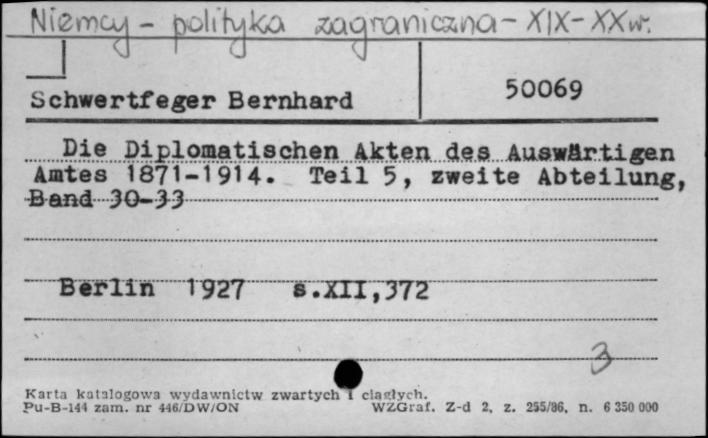 Niemcy - polityka zagraniczna - XIX-XXw.
Schwertfeger Bernhard
50069
Die Diplomatischen Akten des Auswärtigen
Amtes 1871-1914. Teil 5, zweite Abteilung,
Band 30-33
Berlin 1927 s.XII,372
3
Karta katalogowa wydawnictw zwartych i ciągłych.
Pu-B-144 zam. nr 446/DW/ON WZGraf. Z-d 2, z. 255/86, n. 6 350 000